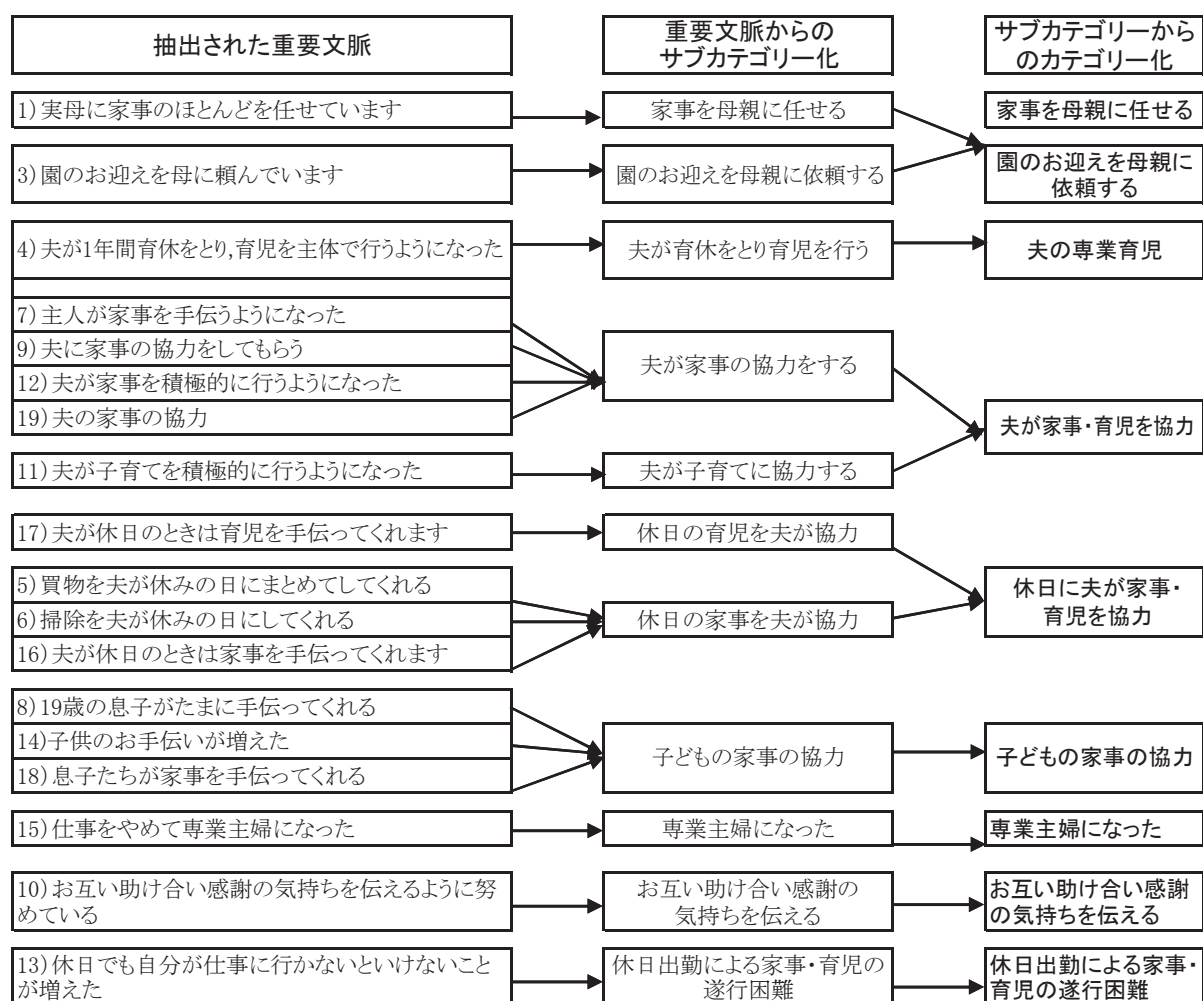 抽出された重要文脈
重要文脈からの
サブカテゴリー化
サブカテゴリーから
のカテゴリー化
1)実母に家事のほとんどを任せています
家事を母親に任せる
家事を母親に任せる
3)園のお迎えを母に頼んでいます
園のお迎えを母親に依頼する
園のお迎えを母親に
依頼する
4)夫が1年間育休をとり,育児を主体で行うようになった
夫が育休をとり育児を行う
夫の専業育児
7)主人が家事を手伝うようになった
9)夫に家事の協力をしてもらう
12)夫が家事を積極的に行うようになった
19)夫の家事の協力
夫が家事の協力をする
夫が家事・育児を協力
11)夫が子育てを積極的に行うようになった
夫が子育てに協力する
17)夫が休日のときは育児を手伝ってくれます
休日の育児を夫が協力
5)買物を夫が休みの日にまとめてしてくれる
6)掃除を夫が休みの日にしてくれる
16)夫が休日のときは家事を手伝ってくれます
休日の家事を夫が協力
休日に夫が家事・
育児を協力
8)19歳の息子がたまに手伝ってくれる
14)子供のお手伝いが増えた
18)息子たちが家事を手伝ってくれる
子どもの家事の協力
子どもの家事の協力
15)仕事をやめて専業主婦になった
専業主婦になった
専業主婦になった
10)お互い助け合い感謝の気持ちを伝えるように努
めている
お互い助け合い感謝の
気持ちを伝える
お互い助け合い感謝
の気持ちを伝える
13)休日でも自分が仕事に行かないといけないこと
が増えた
休日出勤による家事・育児の
遂行困難
休日出勤による家事・
育児の遂行困難